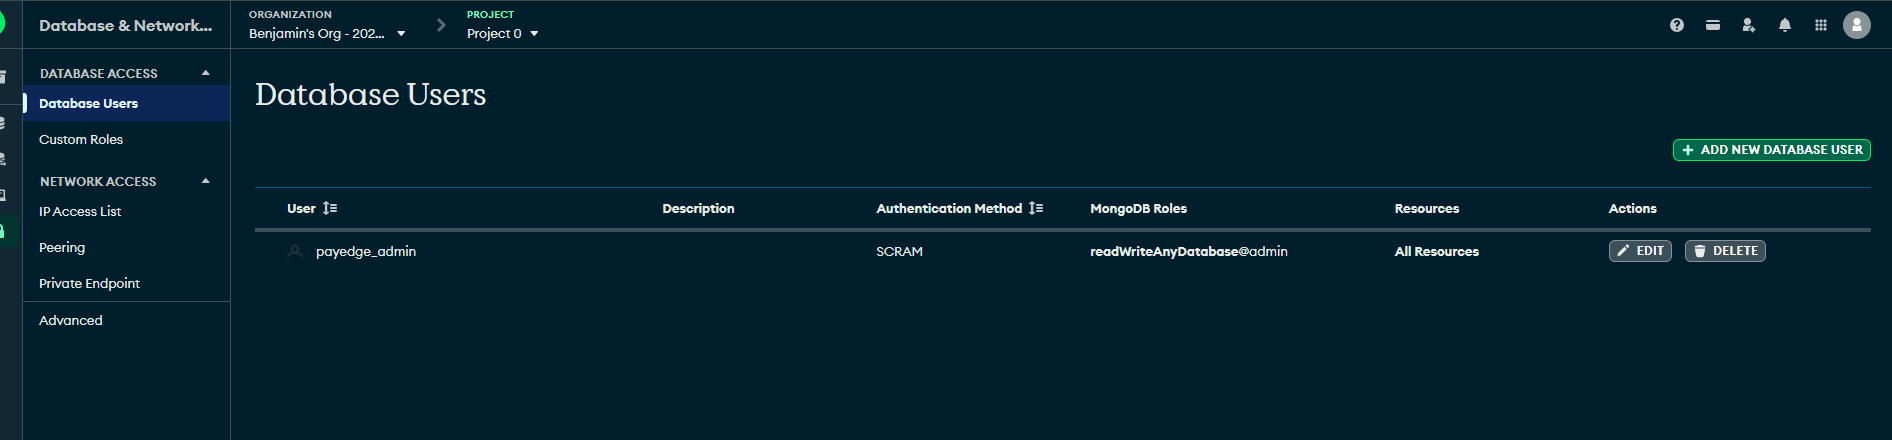 Database & Network...
ORGANIZATION
Benjamin's Org - 202...
PROJECT
Project 0
DATABASE ACCESS
Database Users
Custom Roles
NETWORK ACCESS
IP Access List
Peering
Private Endpoint
Advanced
Database Users
+ ADD NEW DATABASE USER
User Description Authentication Method MongoDB Roles Resources Actions
payedge_admin SCRAM readWriteAnyDatabase@admin All Resources EDIT DELETE